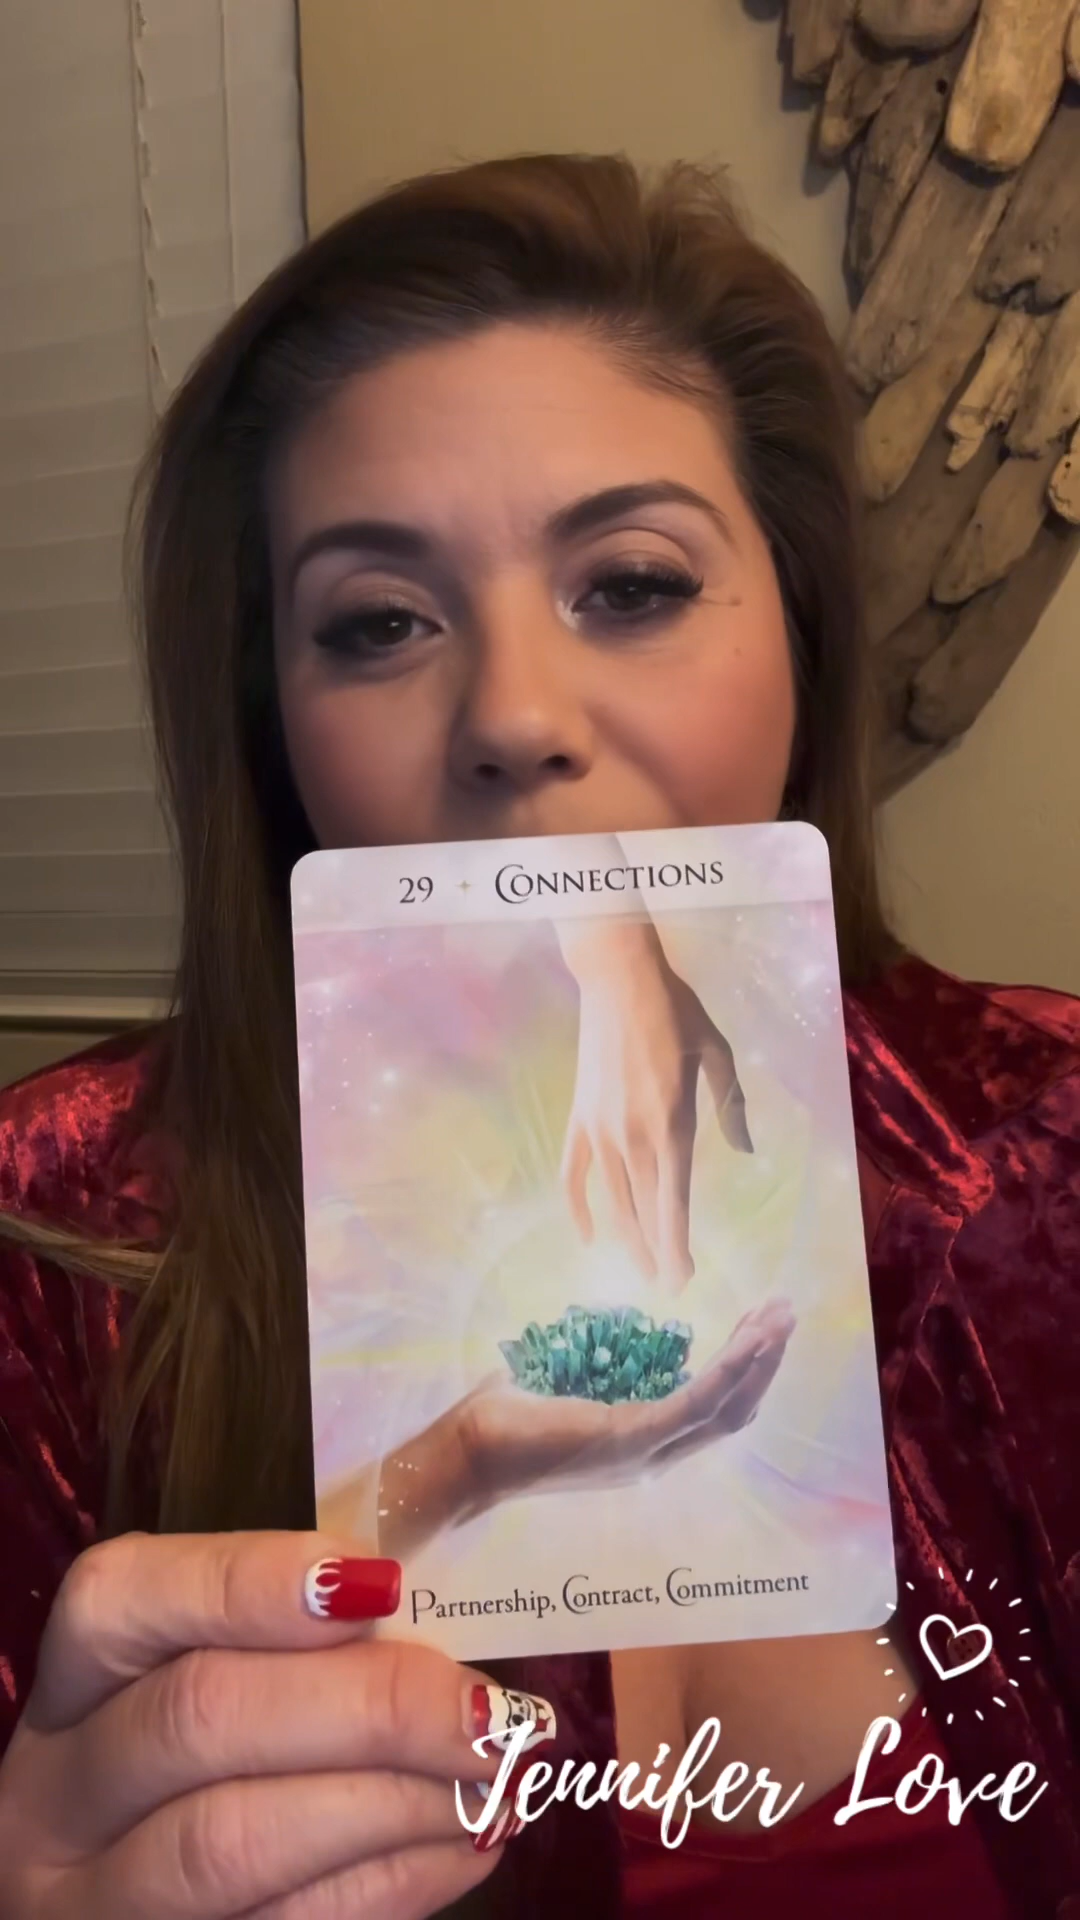 29 ✦ Connections
Partnership, Contract, Commitment
Jennifer Love